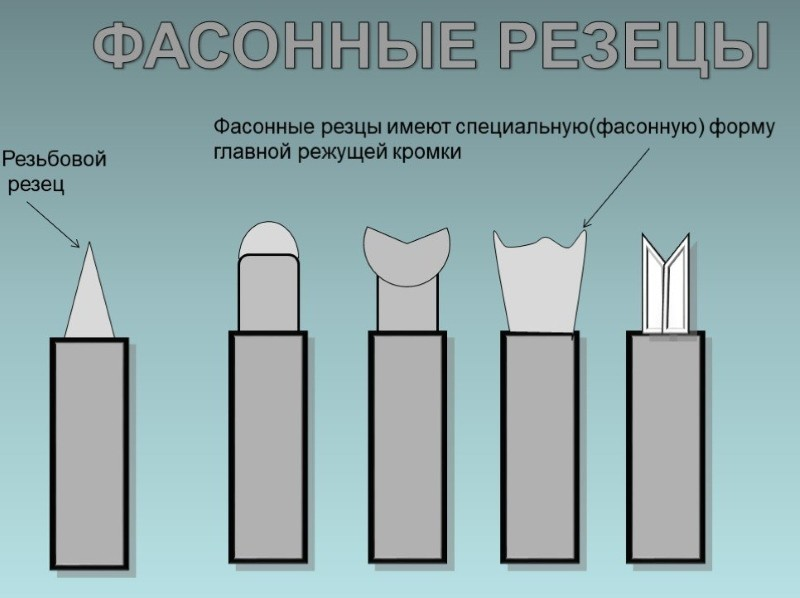 ФАСОННЫЕ РЕЗЕЦЫ
Фасонные резцы имеют специальную(фасонную) форму
главной режущей кромки
Резьбовой
резец